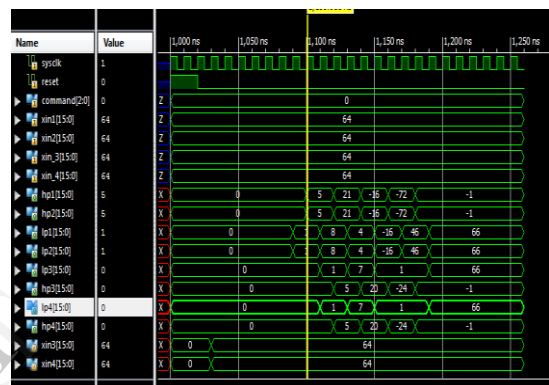 Name Value 1,000 ns 1,050 ns 1,100 ns 1,150 ns 1,200 ns 1,250 ns
sysclk 1
reset 0
command[2:0] 0 Z 0
xin1[15:0] 64 Z 64
xin2[15:0] 64 Z 64
xin_3[15:0] 64 Z 64
xin_4[15:0] 64 Z 64
hp1[15:0] 5 X 0 5 21 -16 -72 -1
hp2[15:0] 5 X 0 5 21 -16 -72 -1
lp1[15:0] 1 X 0 1 8 4 -16 46 66
lp2[15:0] 1 X 0 1 8 4 -16 46 66
lp3[15:0] 0 X 0 1 7 1 66
hp3[15:0] 0 X 0 5 20 -24 -1
lp4[15:0] 0 X 0 1 7 1 66
hp4[15:0] 0 X 0 5 20 -24 -1
xin3[15:0] 64 X 0 64
xin4[15:0] 64 X 0 64